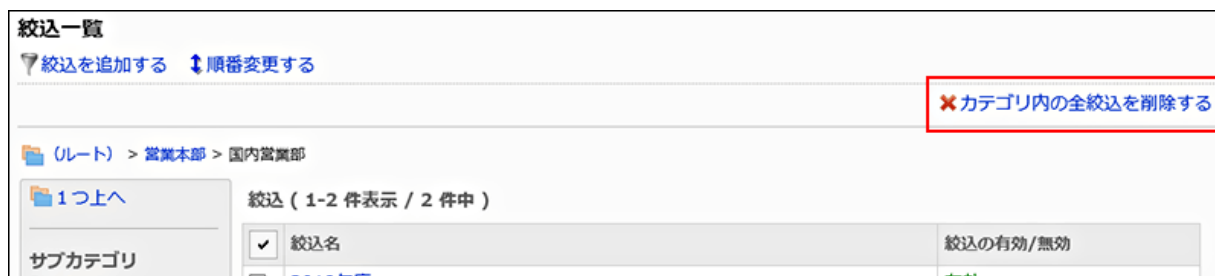 絞込一覧
絞込を追加する 順番変更する
カテゴリ内の全絞込を削除する
(ルート) > 営業本部 > 国内営業部
1つ上へ
サブカテゴリ
絞込 ( 1-2 件表示 / 2 件中 )
絞込名 絞込の有効/無効